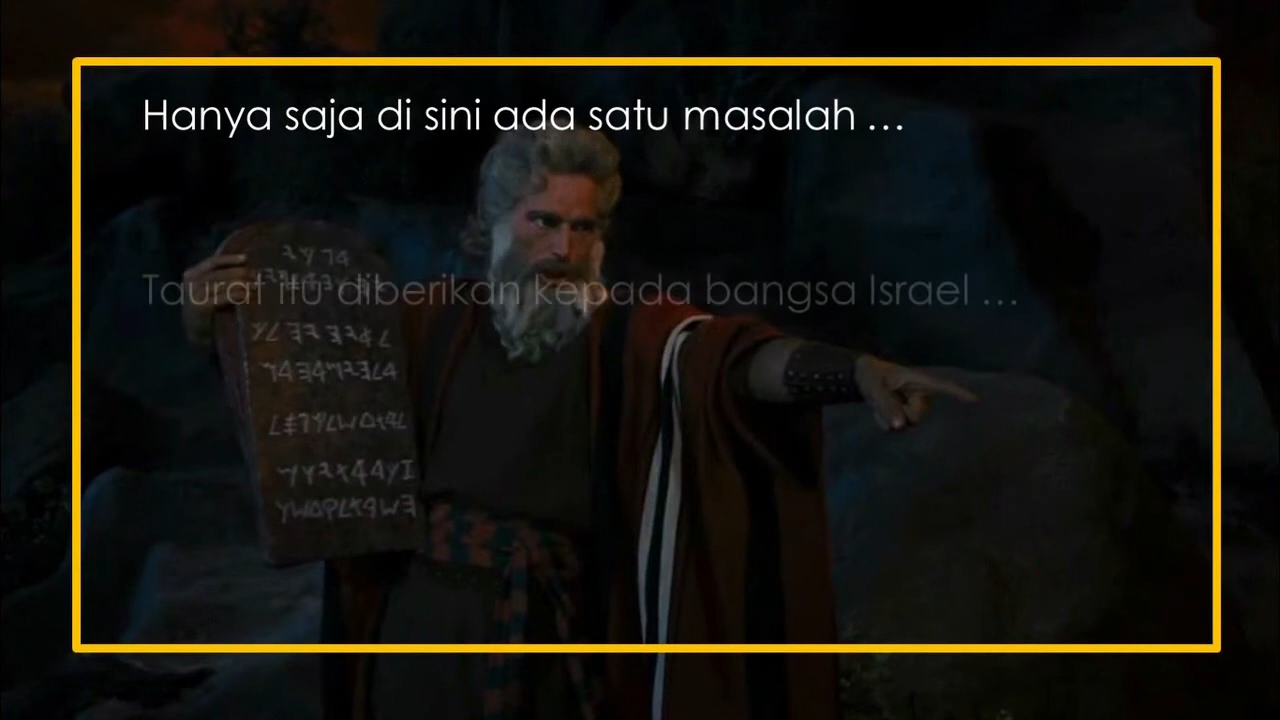 Hanya saja di sini ada satu masalah …
Taurat itu diberikan kepada bangsa Israel …